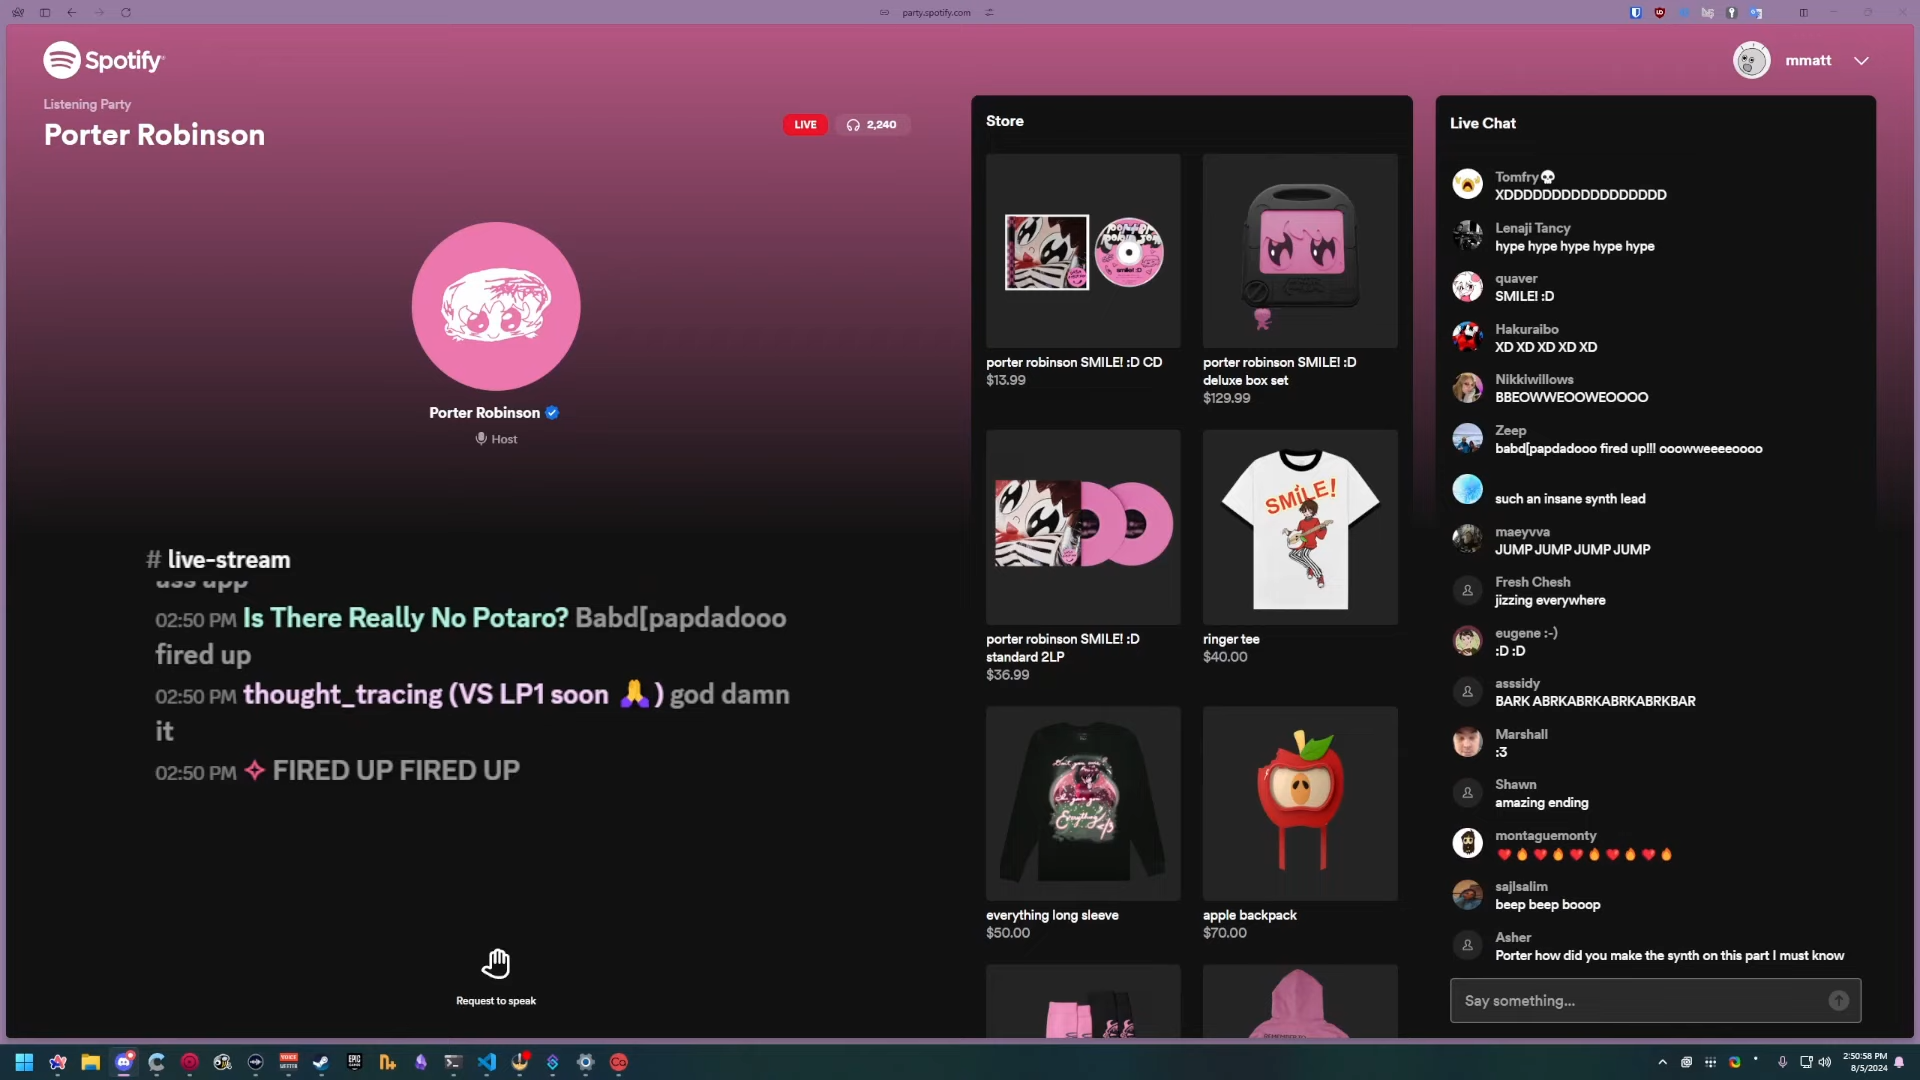 party.spotify.com
Spotify
mmatt
Listening Party
Porter Robinson
LIVE
2,240
Porter Robinson
Host
# live-stream
ass app
02:50 PM Is There Really No Potaro? Babd[papdadooo
fired up
02:50 PM thought_tracing (VS LP1 soon 🙏) god damn
it
02:50 PM ✧ FIRED UP FIRED UP
Request to speak
Store
porter robinson SMILE! :D CD
$13.99
porter robinson SMILE! :D
deluxe box set
$129.99
SMiLE!
porter robinson SMILE! :D
standard 2LP
$36.99
ringer tee
$40.00
everything long sleeve
$50.00
apple backpack
$70.00
Live Chat
Tomfry💀
XDDDDDDDDDDDDDDDDD
Lenaji Tancy
hype hype hype hype hype
quaver
SMILE! :D
Hakuraibo
XD XD XD XD XD
Nikkiwillows
BBEOWWEOOWEOOOO
Zeep
babd[papdadooo fired up!!! ooowweeeeoooo
such an insane synth lead
maeyvva
JUMP JUMP JUMP JUMP
Fresh Chesh
jizzing everywhere
eugene :-)
:D :D
asssidy
BARK ABRKABRKABRKABRKBAR
Marshall
:3
Shawn
amazing ending
montaguemonty
❤️🔥❤️🔥❤️🔥❤️🔥❤️🔥
sajlsalim
beep beep booop
Asher
Porter how did you make the synth on this part I must know
Say something...
2:50:58 PM
8/5/2024